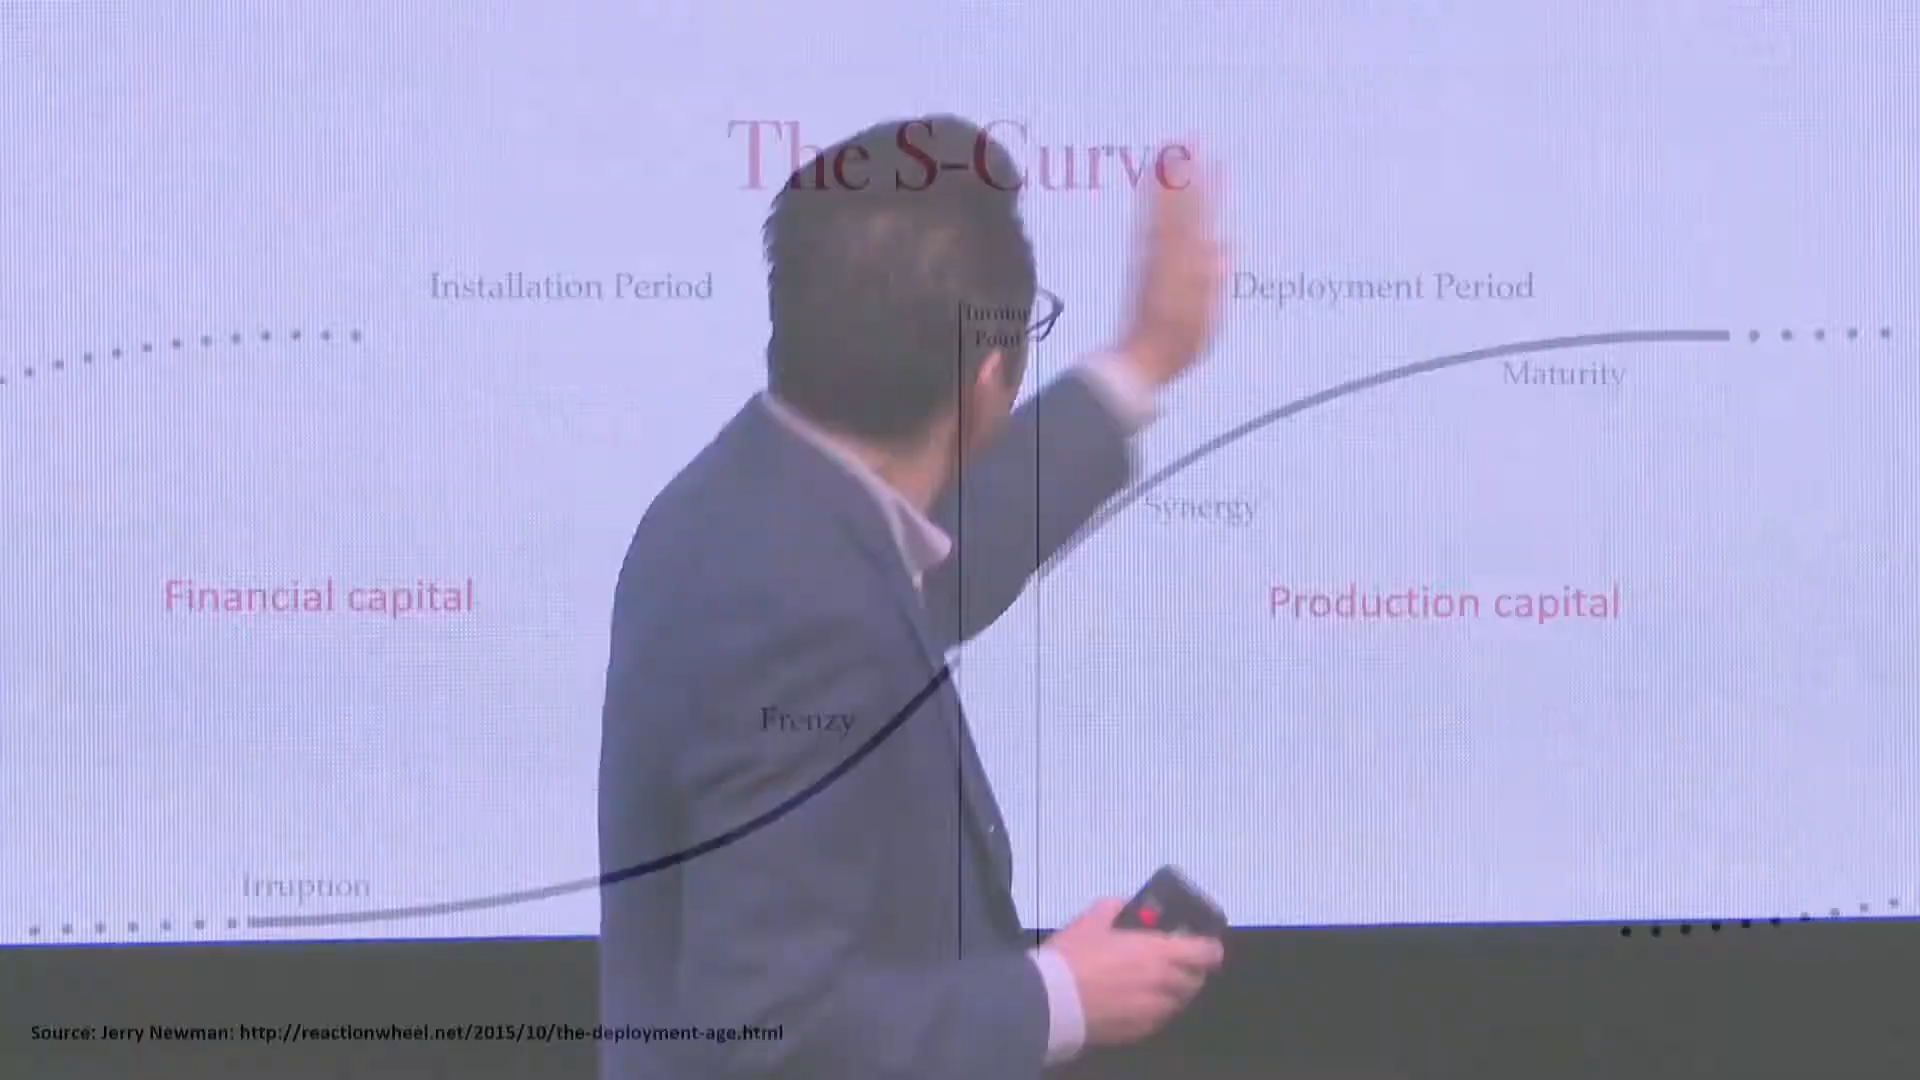 The S-Curve
Installation Period
Turning
Point
Deployment Period
Maturity
Synergy
Financial capital
Production capital
Frenzy
Irruption
Source: Jerry Newman: http://reactionwheel.net/2015/10/the-deployment-age.html